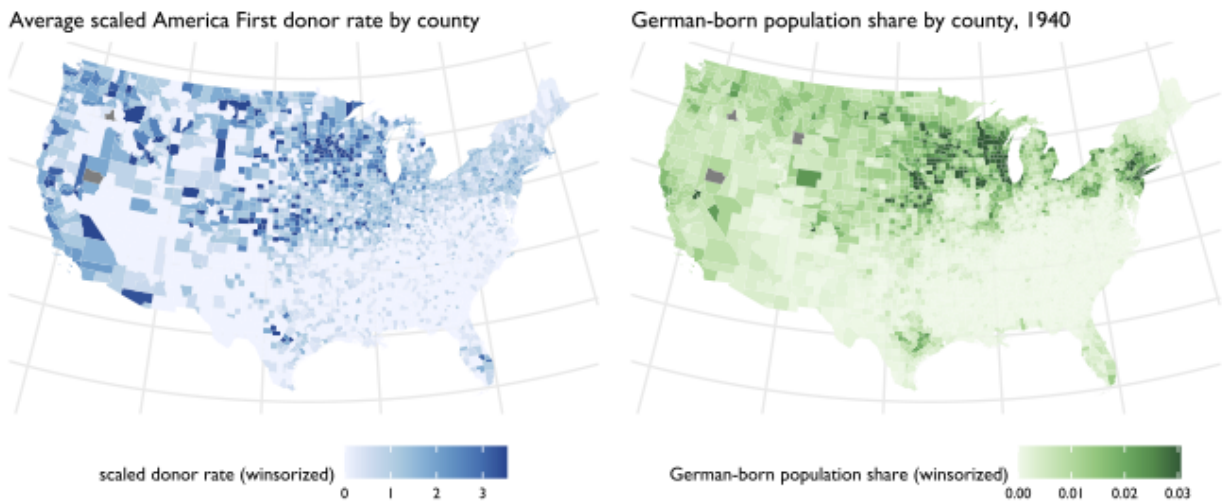 Average scaled America First donor rate by county
German-born population share by county, 1940
scaled donor rate (winsorized)
0 1 2 3
German-born population share (winsorized)
0.00 0.01 0.02 0.03